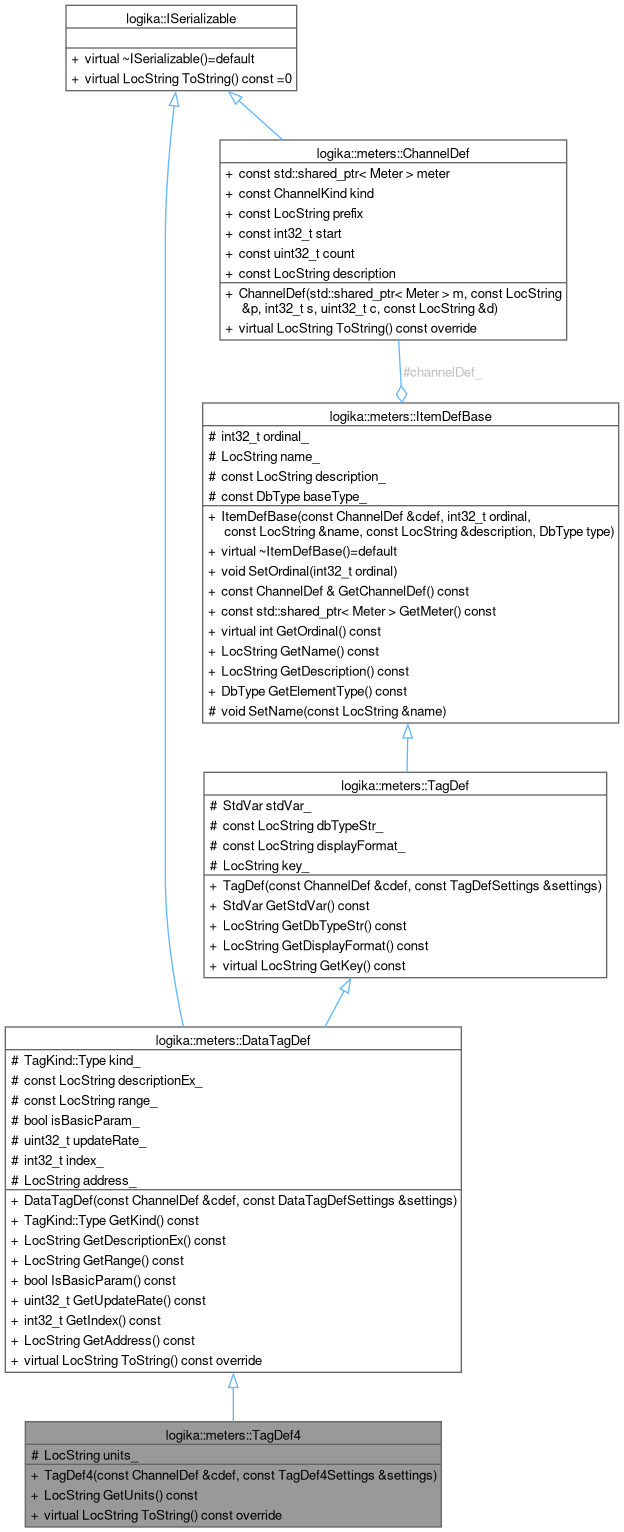 logika::ISerializable
+ virtual ~ISerializable()=default
+ virtual LocString ToString() const =0
logika::meters::ChannelDef
+ const std::shared_ptr< Meter > meter
+ const ChannelKind kind
+ const LocString prefix
+ const int32_t start
+ const uint32_t count
+ const LocString description
+ ChannelDef(std::shared_ptr< Meter > m, const LocString
&p, int32_t s, uint32_t c, const LocString &d)
+ virtual LocString ToString() const override
#channelDef_
logika::meters::ItemDefBase
# int32_t ordinal_
# LocString name_
# const LocString description_
# const DbType baseType_
+ ItemDefBase(const ChannelDef &cdef, int32_t ordinal,
const LocString &name, const LocString &description, DbType type)
+ virtual ~ItemDefBase()=default
+ void SetOrdinal(int32_t ordinal)
+ const ChannelDef & GetChannelDef() const
+ const std::shared_ptr< Meter > GetMeter() const
+ virtual int GetOrdinal() const
+ LocString GetName() const
+ LocString GetDescription() const
+ DbType GetElementType() const
# void SetName(const LocString &name)
logika::meters::TagDef
# StdVar stdVar_
# const LocString dbTypeStr_
# const LocString displayFormat_
# LocString key_
+ TagDef(const ChannelDef &cdef, const TagDefSettings &settings)
+ StdVar GetStdVar() const
+ LocString GetDbTypeStr() const
+ LocString GetDisplayFormat() const
+ virtual LocString GetKey() const
logika::meters::DataTagDef
# TagKind::Type kind_
# const LocString descriptionEx_
# const LocString range_
# bool isBasicParam_
# uint32_t updateRate_
# int32_t index_
# LocString address_
+ DataTagDef(const ChannelDef &cdef, const DataTagDefSettings &settings)
+ TagKind::Type GetKind() const
+ LocString GetDescriptionEx() const
+ LocString GetRange() const
+ bool IsBasicParam() const
+ uint32_t GetUpdateRate() const
+ int32_t GetIndex() const
+ LocString GetAddress() const
+ virtual LocString ToString() const override
logika::meters::TagDef4
# LocString units_
+ TagDef4(const ChannelDef &cdef, const TagDef4Settings &settings)
+ LocString GetUnits() const
+ virtual LocString ToString() const override